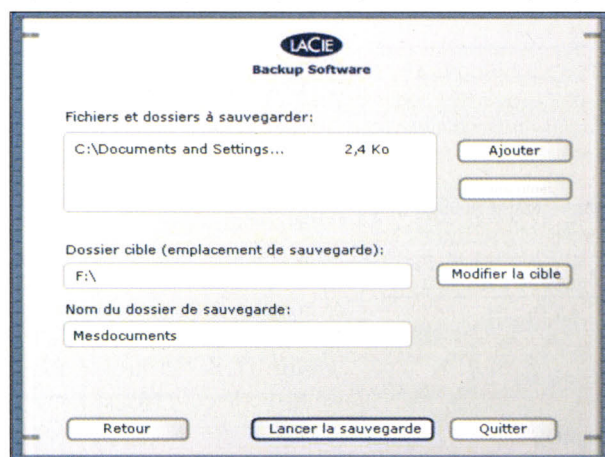 LACIE
Backup Software
Fichiers et dossiers à sauvegarder:
C:\Documents and Settings... 2,4 Ko
Ajouter
Dossier cible (emplacement de sauvegarde):
F:\
Modifier la cible
Nom du dossier de sauvegarde:
Mesdocuments
Retour
Lancer la sauvegarde
Quitter